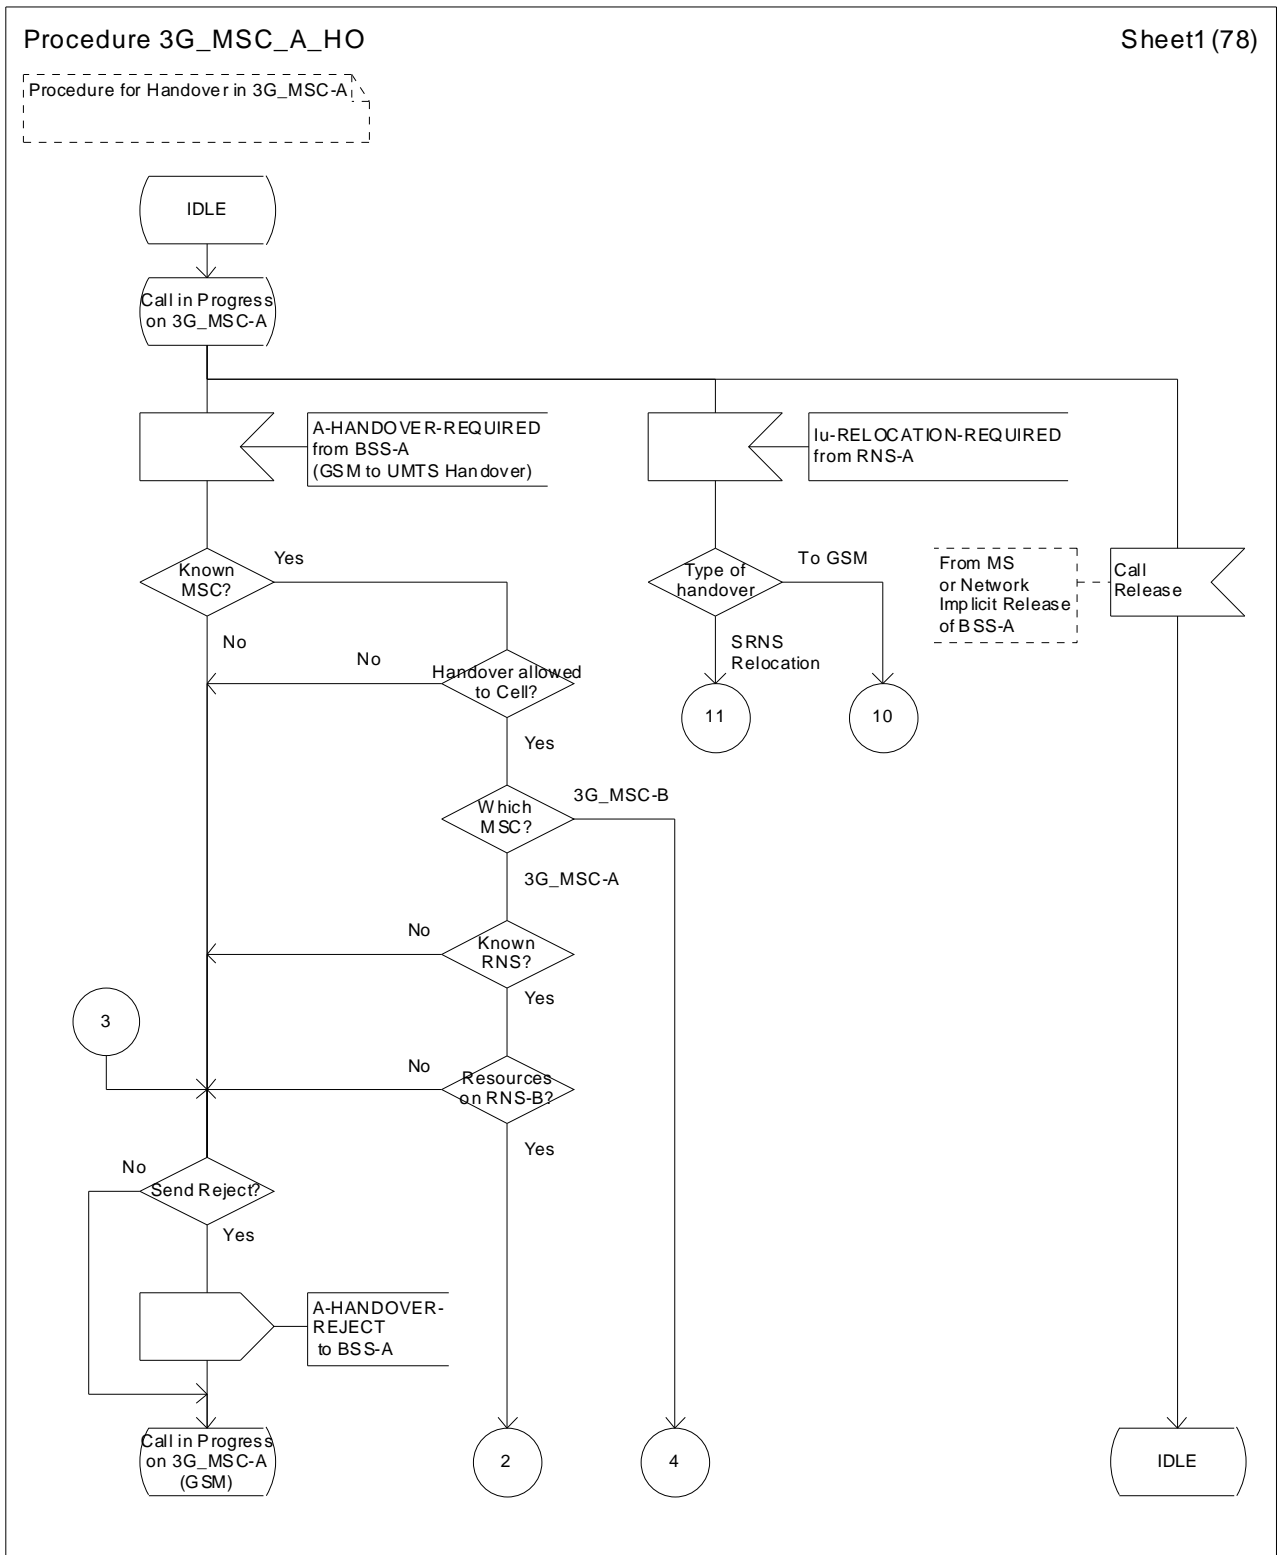 Procedure 3G_MSC_A_HO
Sheet1 (78)
Procedure for Handover in 3G_MSC-A
IDLE
Call in Progress
on 3G_MSC-A
A-HANDOVER-REQUIRED
from BSS-A
(GSM to UMTS Handover)
Iu-RELOCATION-REQUIRED
from RNS-A
Known
MSC?
Yes
No
Type of
handover
To GSM
SRNS
Relocation
From MS
or Network
Implicit Release
of BSS-A
Call
Release
No
Handover allowed
to Cell?
Yes
11
10
Which
MSC?
3G_MSC-B
3G_MSC-A
No
Known
RNS?
Yes
3
No
Resources
on RNS-B?
Yes
No
Send Reject?
Yes
A-HANDOVER-
REJECT
to BSS-A
Call in Progress
on 3G_MSC-A
(GSM)
2
4
IDLE